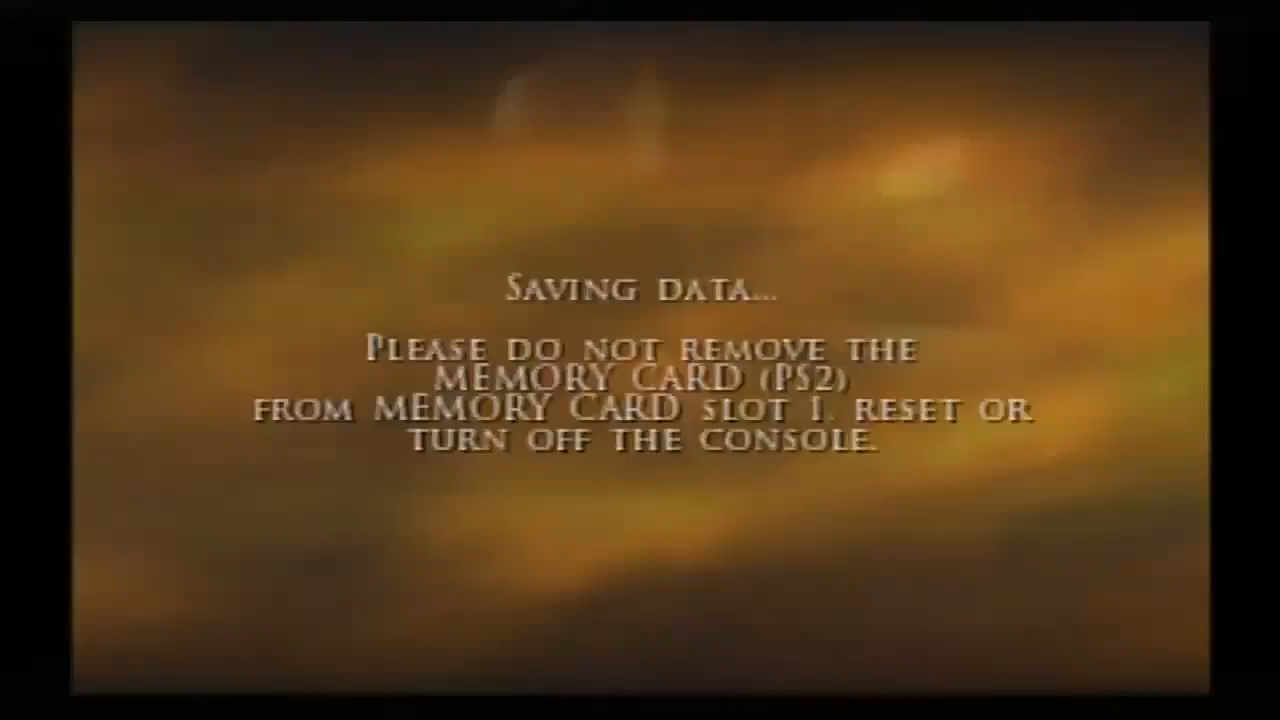 Saving data...
Please do not remove the
MEMORY CARD (PS2)
from MEMORY CARD slot 1, reset or
turn off the console.